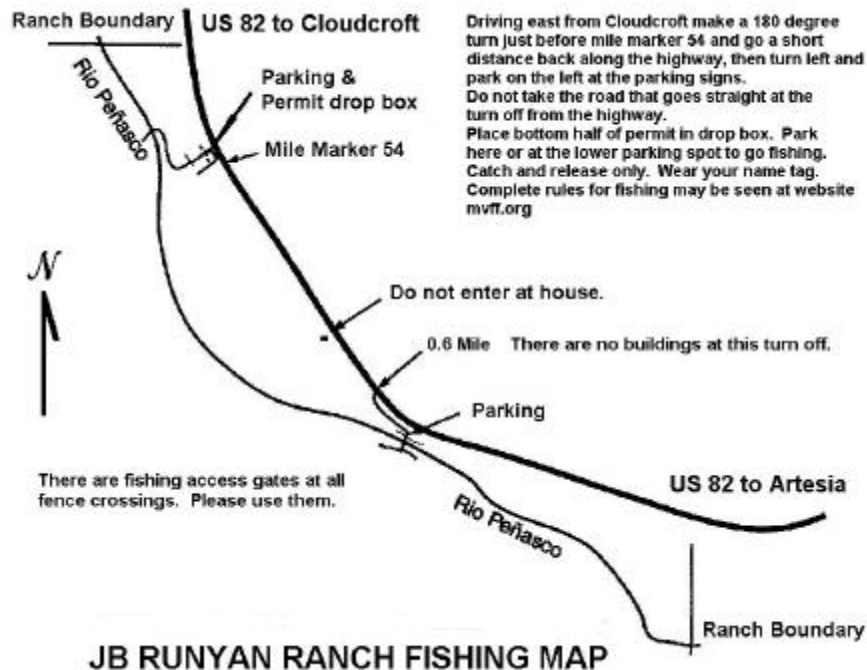 Ranch Boundary
US 82 to Cloudcroft
Driving east from Cloudcroft make a 180 degree
turn just before mile marker 54 and go a short
distance back along the highway, then turn left and
park on the left at the parking signs.
Do not take the road that goes straight at the
turn off from the highway.
Place bottom half of permit in drop box. Park
here or at the lower parking spot to go fishing.
Catch and release only. Wear your name tag.
Complete rules for fishing may be seen at website
mvff.org
Rio Peñasco
Parking &
Permit drop box
Mile Marker 54
N
Do not enter at house.
0.6 Mile There are no buildings at this turn off.
Parking
There are fishing access gates at all
fence crossings. Please use them.
US 82 to Artesia
Rio Peñasco
Ranch Boundary
JB RUNYAN RANCH FISHING MAP